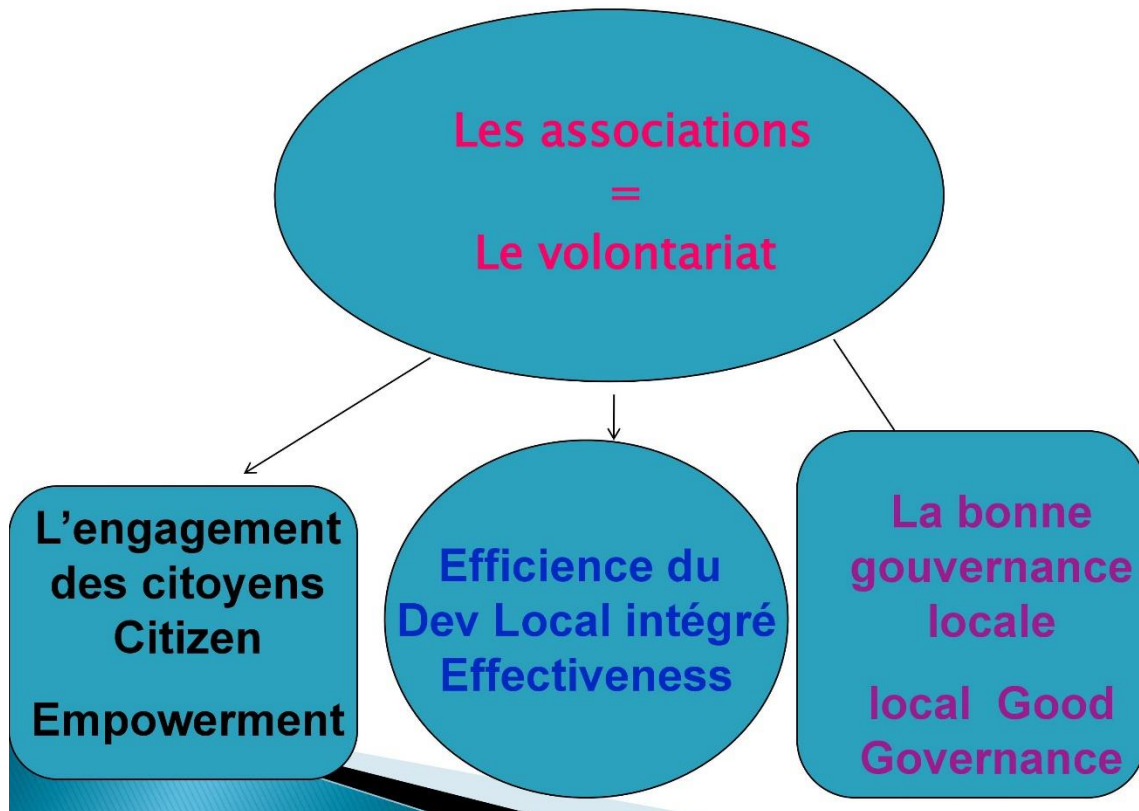 Les associations
=
Le volontariat
L’engagement
des citoyens
Citizen
Empowerment
Efficience du
Dev Local intégré
Effectiveness
La bonne
gouvernance
locale
local Good
Governance